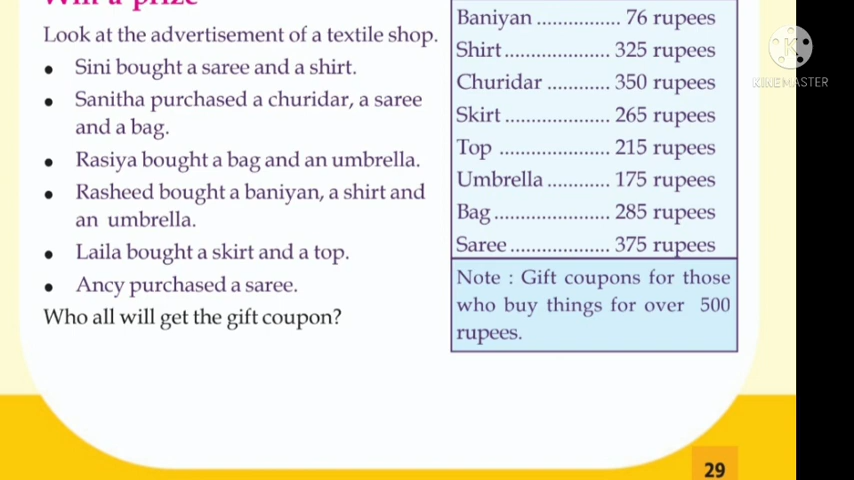 Win a prize
Look at the advertisement of a textile shop.
• Sini bought a saree and a shirt.
• Sanitha purchased a churidar, a saree
and a bag.
• Rasiya bought a bag and an umbrella.
• Rasheed bought a baniyan, a shirt and
an umbrella.
• Laila bought a skirt and a top.
• Ancy purchased a saree.
Who all will get the gift coupon?
Baniyan ............... 76 rupees
Shirt ................... 325 rupees
Churidar ............ 350 rupees
Skirt ................... 265 rupees
Top .................... 215 rupees
Umbrella ............ 175 rupees
Bag ..................... 285 rupees
Saree .................. 375 rupees
Note : Gift coupons for those
who buy things for over 500
rupees.
29
K
KINEMASTER